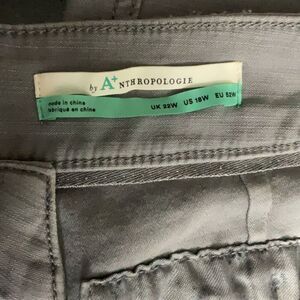 by A+NTHROPOLOGIE
made in china
fabriqué en chine
UK 22W US 18W EU 52W